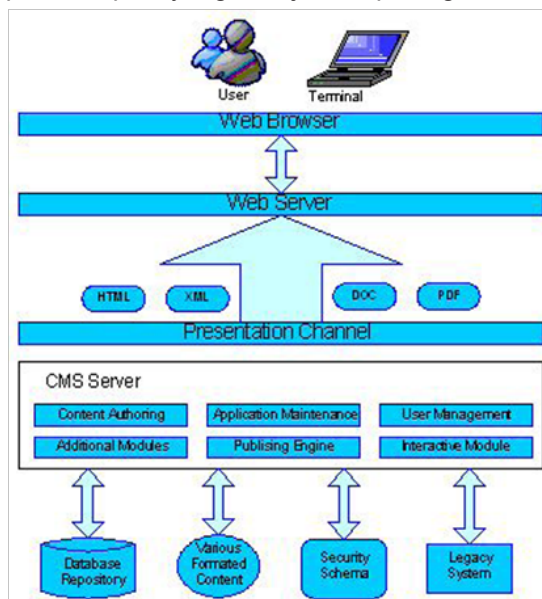 User
Terminal
Web Browser
Web Server
HTML
XML
DOC
PDF
Presentation Channel
CMS Server
Content Authoring
Application Maintenance
User Management
Additional Modules
Publising Engine
Interactive Module
Database
Repository
Various
Formated
Content
Security
Schema
Legacy
System